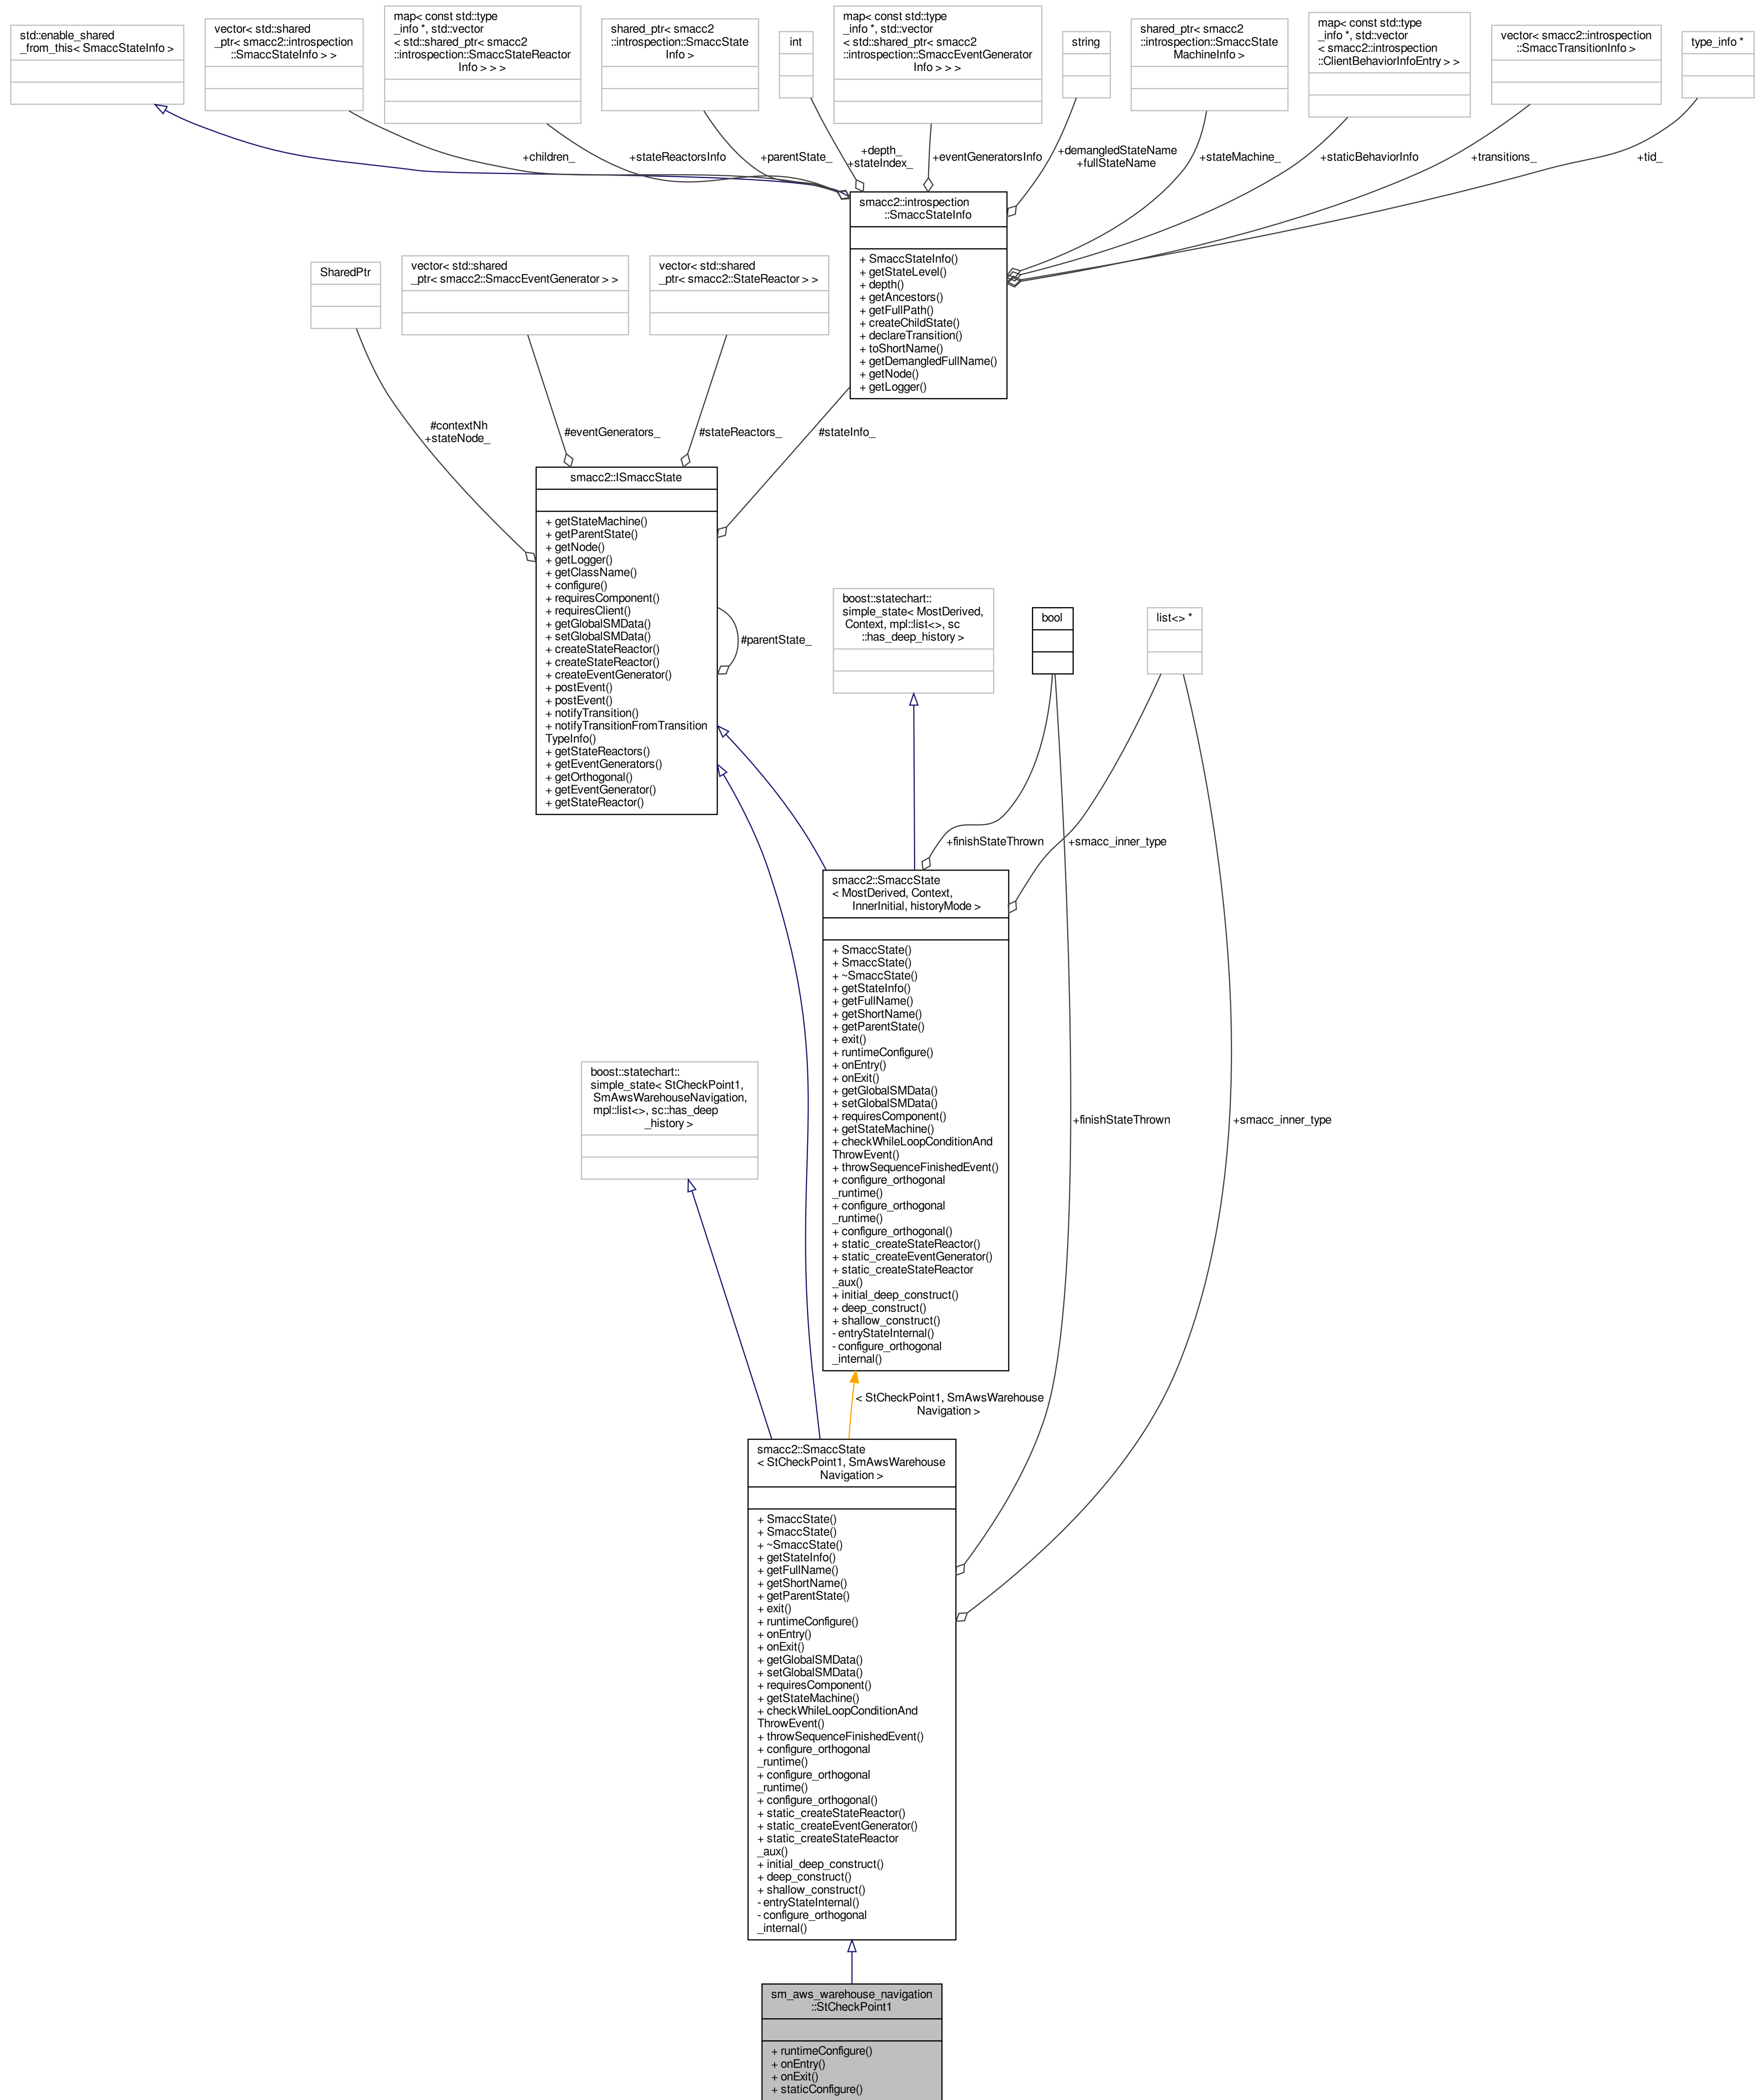 std::enable_shared
_from_this< SmaccStateInfo >
vector< std::shared
_ptr< smacc2::introspection
::SmaccStateInfo > >
map< const std::type
_info *, std::vector
< std::shared_ptr< smacc2
::introspection::SmaccStateReactor
Info > > >
shared_ptr< smacc2
::introspection::SmaccState
Info >
int
map< const std::type
_info *, std::vector
< std::shared_ptr< smacc2
::introspection::SmaccEventGenerator
Info > > >
string
shared_ptr< smacc2
::introspection::SmaccState
MachineInfo >
map< const std::type
_info *, std::vector
< smacc2::introspection
::ClientBehaviorInfoEntry > >
vector< smacc2::introspection
::SmaccTransitionInfo >
type_info *
+children_
+stateReactorsInfo
+parentState_
+depth_
+stateIndex_
+eventGeneratorsInfo
+demangledStateName
+fullStateName
+stateMachine_
+staticBehaviorInfo
+transitions_
+tid_
smacc2::introspection
::SmaccStateInfo
+ SmaccStateInfo()
+ getStateLevel()
+ depth()
+ getAncestors()
+ getFullPath()
+ createChildState()
+ declareTransition()
+ toShortName()
+ getDemangledFullName()
+ getNode()
+ getLogger()
SharedPtr
vector< std::shared
_ptr< smacc2::SmaccEventGenerator > >
vector< std::shared
_ptr< smacc2::StateReactor > >
#contextNh
+stateNode_
#eventGenerators_
#stateReactors_
#stateInfo_
smacc2::ISmaccState
+ getStateMachine()
+ getParentState()
+ getNode()
+ getLogger()
+ getClassName()
+ configure()
+ requiresComponent()
+ requiresClient()
+ getGlobalSMData()
+ setGlobalSMData()
+ createStateReactor()
+ createStateReactor()
+ createEventGenerator()
+ postEvent()
+ postEvent()
+ notifyTransition()
+ notifyTransitionFromTransition
TypeInfo()
+ getStateReactors()
+ getEventGenerators()
+ getOrthogonal()
+ getEventGenerator()
+ getStateReactor()
#parentState_
boost::statechart::
simple_state< MostDerived,
Context, mpl::list<>, sc
::has_deep_history >
bool
list<> *
+finishStateThrown
+smacc_inner_type
smacc2::SmaccState
< MostDerived, Context,
InnerInitial, historyMode >
+ SmaccState()
+ SmaccState()
+ ~SmaccState()
+ getStateInfo()
+ getFullName()
+ getShortName()
+ getParentState()
+ exit()
+ runtimeConfigure()
+ onEntry()
+ onExit()
+ getGlobalSMData()
+ setGlobalSMData()
+ requiresComponent()
+ getStateMachine()
+ checkWhileLoopConditionAnd
ThrowEvent()
+ throwSequenceFinishedEvent()
+ configure_orthogonal
_runtime()
+ configure_orthogonal
_runtime()
+ configure_orthogonal()
+ static_createStateReactor()
+ static_createEventGenerator()
+ static_createStateReactor
_aux()
+ initial_deep_construct()
+ deep_construct()
+ shallow_construct()
- entryStateInternal()
- configure_orthogonal
_internal()
boost::statechart::
simple_state< StCheckPoint1,
SmAwsWarehouseNavigation,
mpl::list<>, sc::has_deep
_history >
+finishStateThrown
+smacc_inner_type
< StCheckPoint1, SmAwsWarehouse
Navigation >
smacc2::SmaccState
< StCheckPoint1, SmAwsWarehouse
Navigation >
+ SmaccState()
+ SmaccState()
+ ~SmaccState()
+ getStateInfo()
+ getFullName()
+ getShortName()
+ getParentState()
+ exit()
+ runtimeConfigure()
+ onEntry()
+ onExit()
+ getGlobalSMData()
+ setGlobalSMData()
+ requiresComponent()
+ getStateMachine()
+ checkWhileLoopConditionAnd
ThrowEvent()
+ throwSequenceFinishedEvent()
+ configure_orthogonal
_runtime()
+ configure_orthogonal
_runtime()
+ configure_orthogonal()
+ static_createStateReactor()
+ static_createEventGenerator()
+ static_createStateReactor
_aux()
+ initial_deep_construct()
+ deep_construct()
+ shallow_construct()
- entryStateInternal()
- configure_orthogonal
_internal()
sm_aws_warehouse_navigation
::StCheckPoint1
+ runtimeConfigure()
+ onEntry()
+ onExit()
+ staticConfigure()